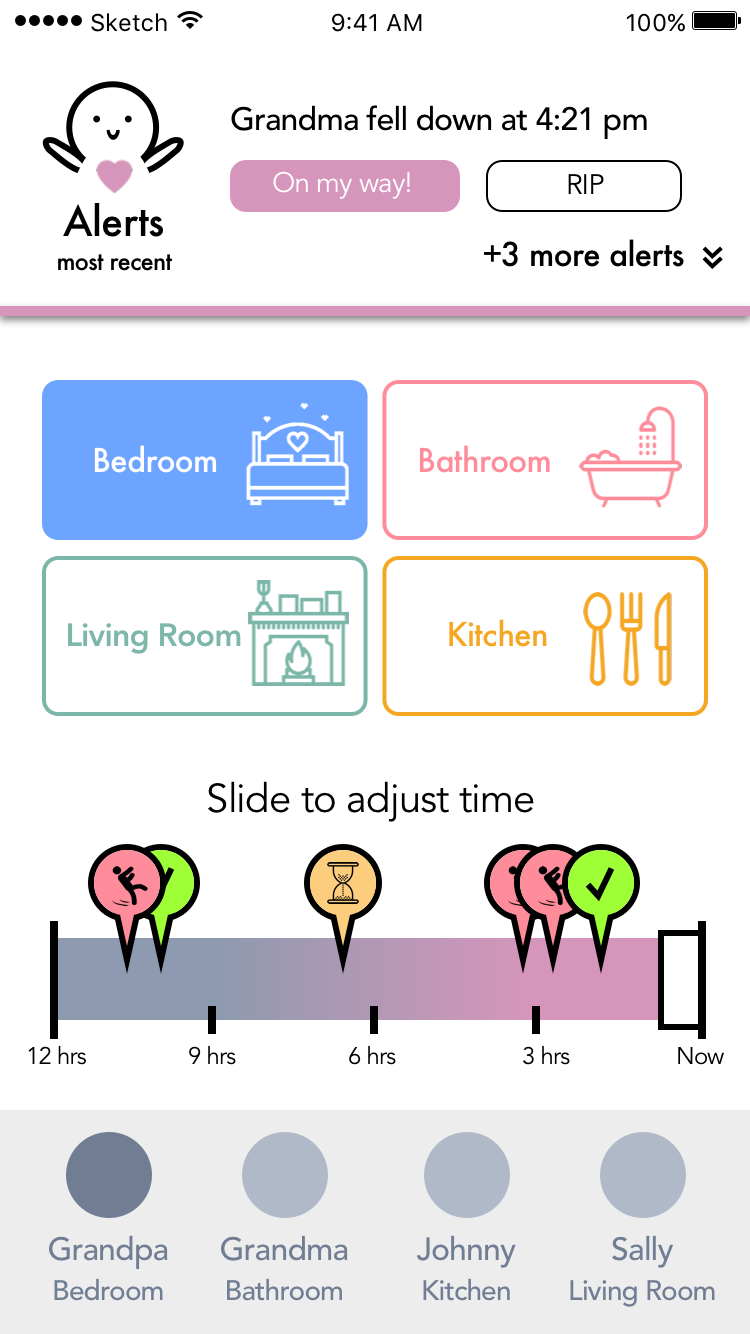 Sketch 9:41 AM 100%
Grandma fell down at 4:21 pm
On my way! RIP
Alerts
most recent
+3 more alerts
Bedroom Bathroom
Living Room Kitchen
Slide to adjust time
12 hrs 9 hrs 6 hrs 3 hrs Now
Grandpa Grandma Johnny Sally
Bedroom Bathroom Kitchen Living Room